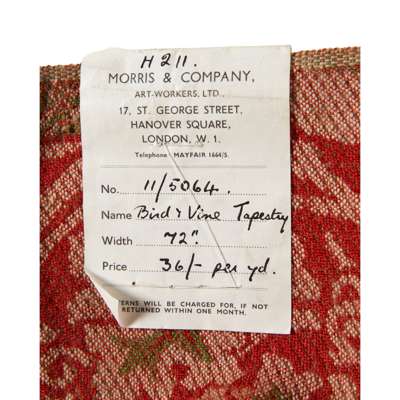 H 211.
MORRIS & COMPANY,
ART-WORKERS, LTD.,
17, ST. GEORGE STREET,
HANOVER SQUARE,
LONDON, W. 1.
Telephone MAYFAIR 1664/5.
No. 11/5064.
Name Bird & Vine Tapestry
Width 72".
Price 36/- per yd.
WILL BE CHARGED FOR, IF NOT
RETURNED WITHIN ONE MONTH.